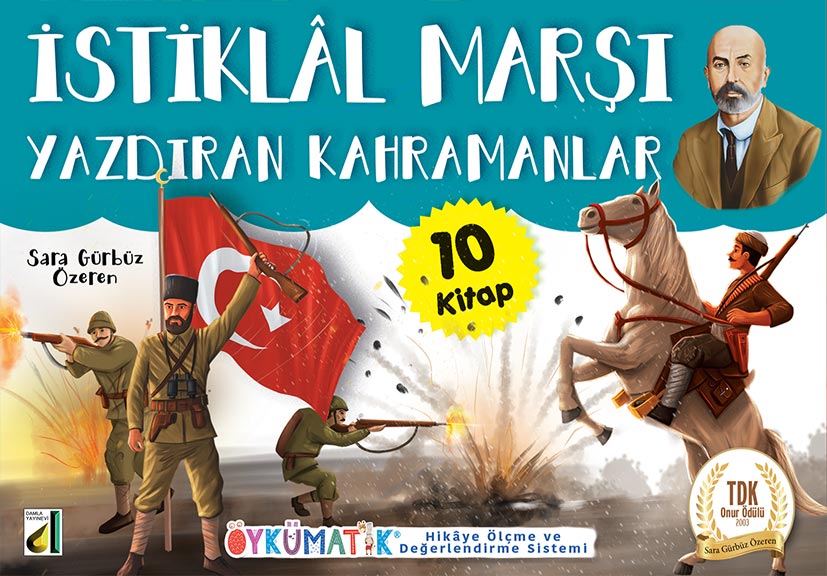 İSTİKLÂL MARŞI
YAZDIRAN KAHRAMANLAR
Sara Gürbüz
Özeren
10
Kitap
DAMLA
YAYINEVİ
ÖYKÜMATİK®
Hikâye Ölçme ve
Değerlendirme Sistemi
TDK
Onur Ödülü
2003
Sara Gürbüz Özeren